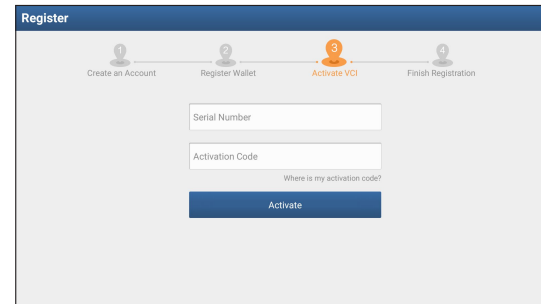 Register
1 2 3 4
Create an Account Register Wallet Activate VCI Finish Registration
Serial Number
Activation Code
Where is my activation code?
Activate